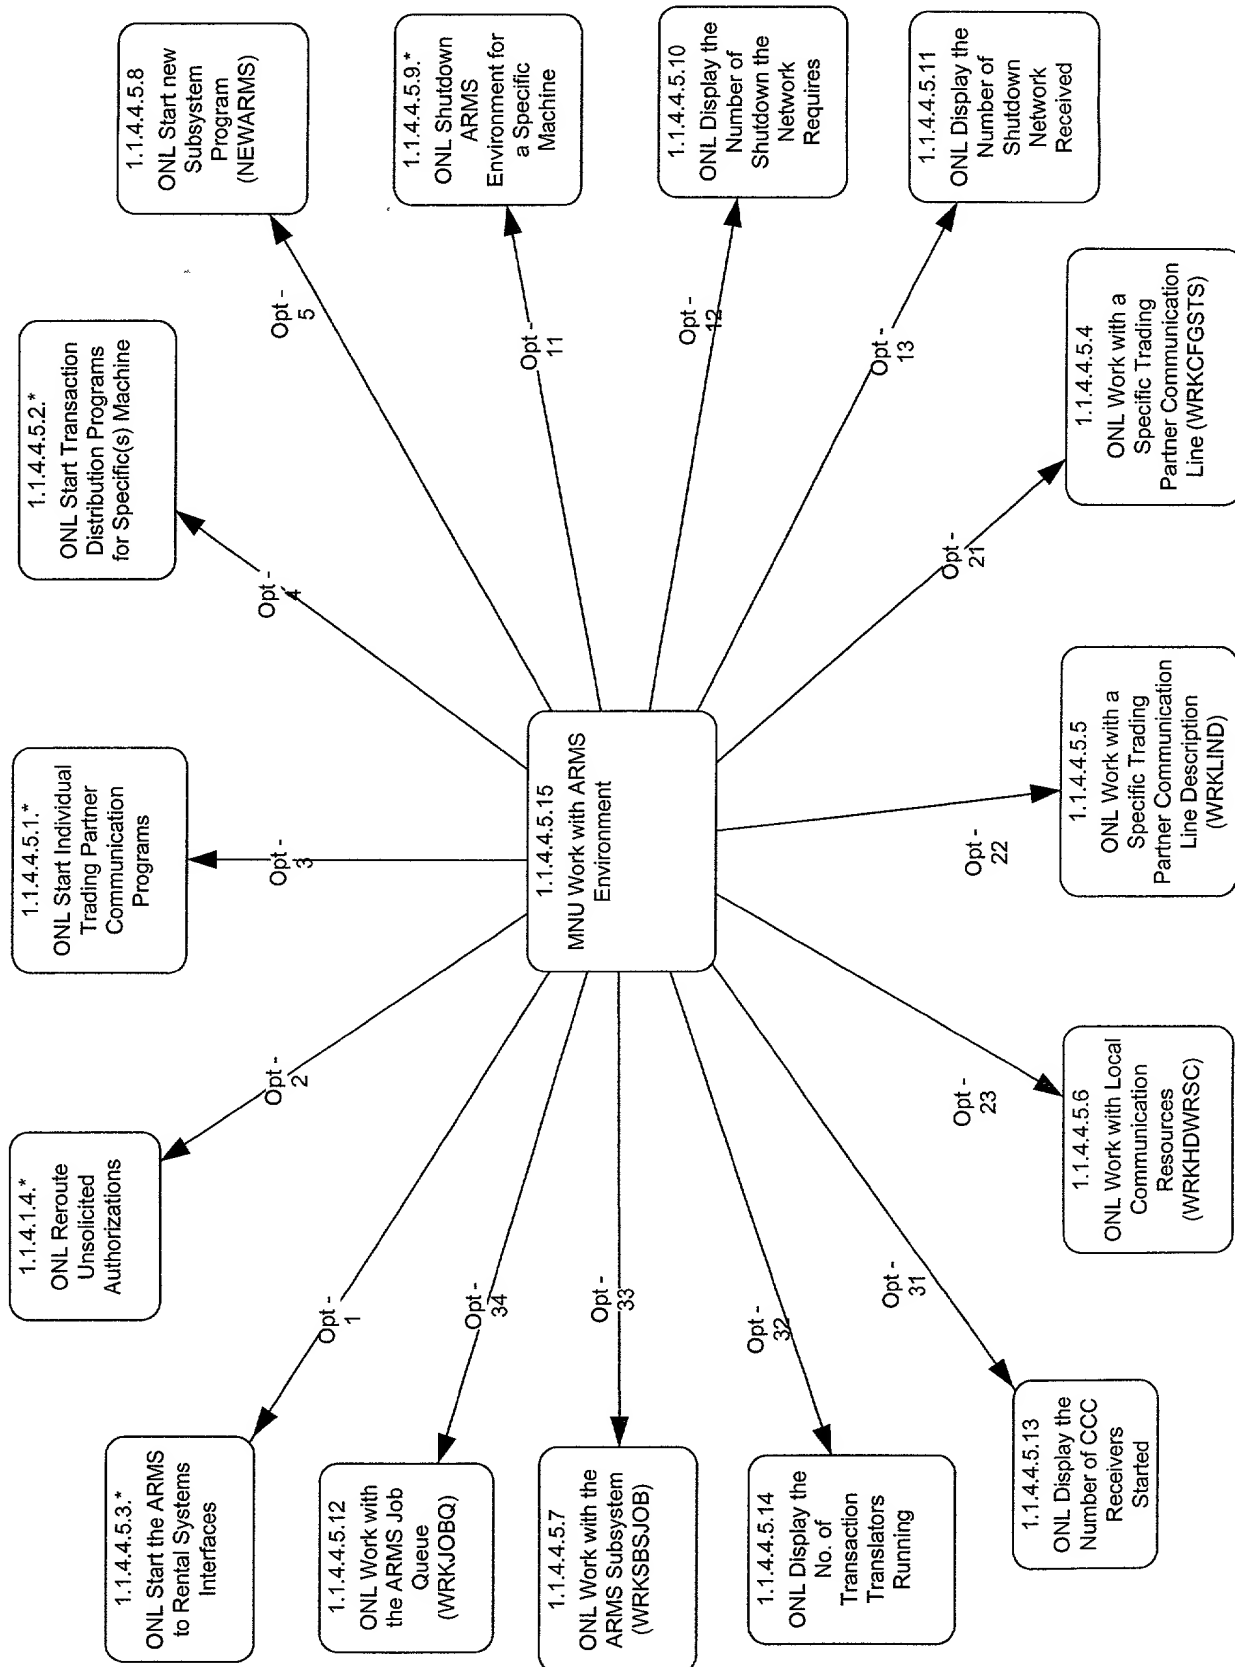 1.1.4.4.5.3.*
ONL Start the ARMS
to Rental Systems
Interfaces
1.1.4.1.4.*
ONL Reroute
Unsolicited
Authorizations
1.1.4.4.5.1.*
ONL Start Individual
Trading Partner
Communication
Programs
1.1.4.4.5.2.*
ONL Start Transaction
Distribution Programs
for Specific(s) Machine
1.1.4.4.5.8
ONL Start new
Subsystem
Program
(NEWARMS)
Opt -
1
Opt -
2
Opt -
3
Opt -
4
Opt -
5
1.1.4.4.5.12
ONL Work with
the ARMS Job
Queue
(WRKJOBQ)
Opt -
34
Opt -
11
1.1.4.4.5.9.*
ONL Shutdown
ARMS
Environment for
a Specific
Machine
1.1.4.4.5.7
ONL Work with the
ARMS Subsystem
(WRKSBSJOB)
Opt -
33
1.1.4.4.5.15
MNU Work with ARMS
Environment
Opt -
12
1.1.4.4.5.10
ONL Display the
Number of
Shutdown the
Network
Requires
1.1.4.4.5.14
ONL Display the
No. of
Transaction
Translators
Running
Opt -
32
Opt -
13
1.1.4.4.5.11
ONL Display the
Number of
Shutdown
Network
Received
Opt -
31
Opt -
23
Opt -
22
Opt -
21
1.1.4.4.5.13
ONL Display the
Number of CCC
Receivers
Started
1.1.4.4.5.6
ONL Work with Local
Communication
Resources
(WRKHDWRSC)
1.1.4.4.5.5
ONL Work with a
Specific Trading
Partner Communication
Line Description
(WRKLIND)
1.1.4.4.5.4
ONL Work with a
Specific Trading
Partner Communication
Line (WRKCFGSTS)